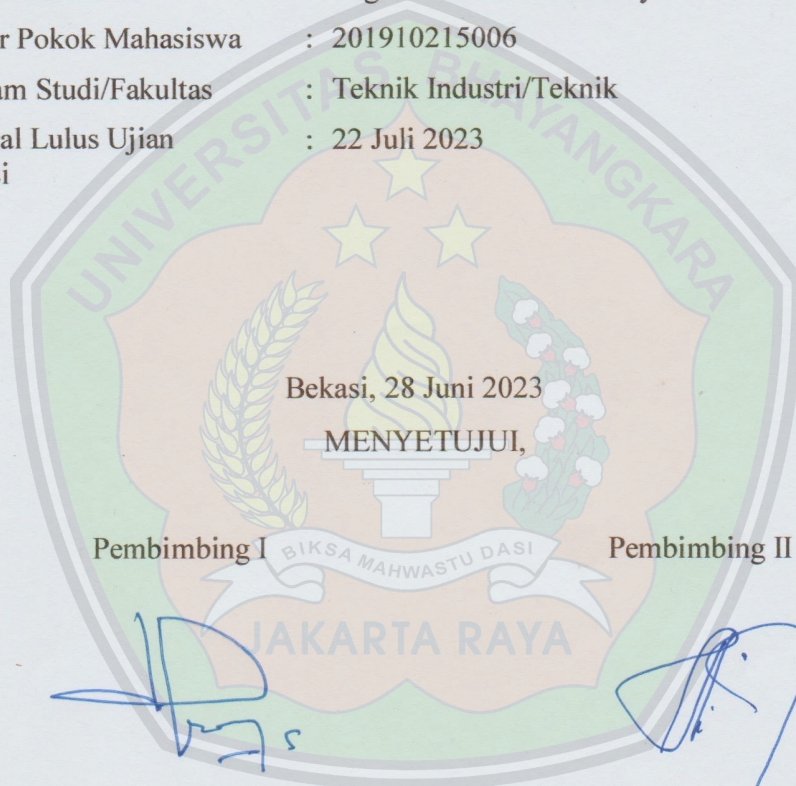 r Pokok Mahasiswa : 201910215006
am Studi/Fakultas : Teknik Industri/Teknik
al Lulus Ujian : 22 Juli 2023
i
UNIVERSITAS BHAYANGKARA
Bekasi, 28 Juni 2023
MENYETUJUI,
Pembimbing I Pembimbing II
BIKSA MAHWASTU DASI
JAKARTA RAYA